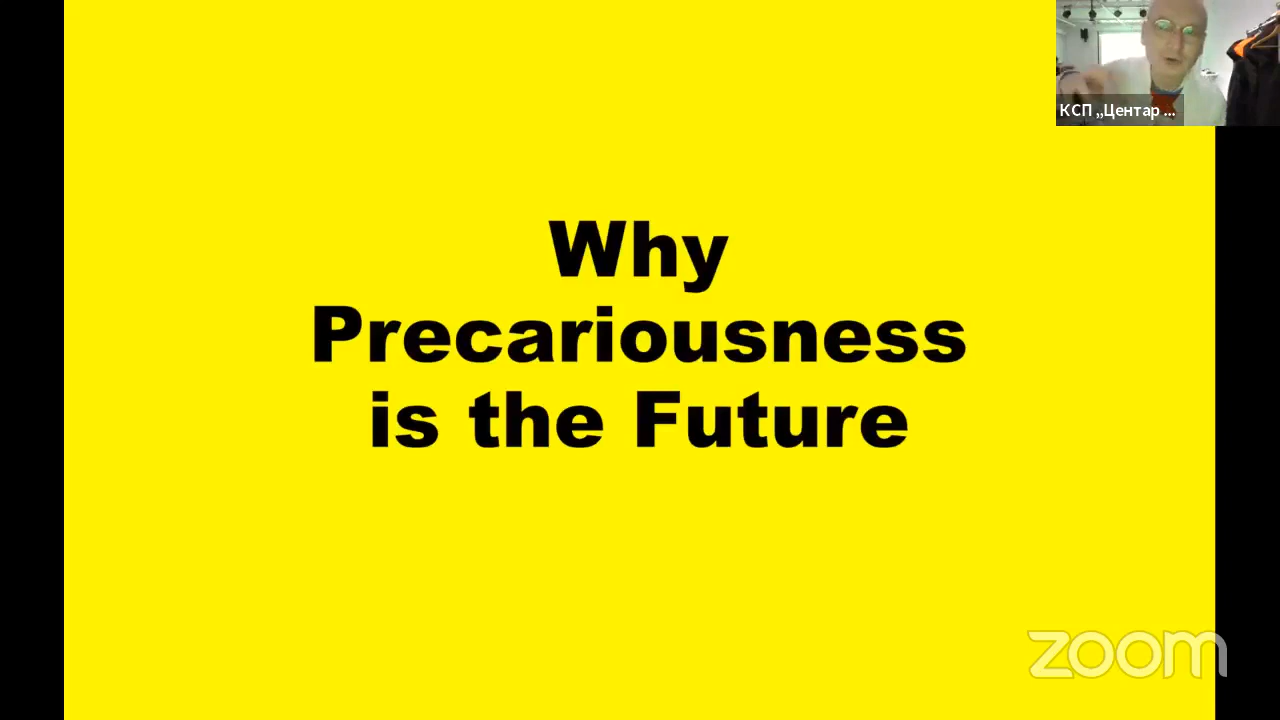 КСП „Центар ...
Why
Precariousness
is the Future
zoom